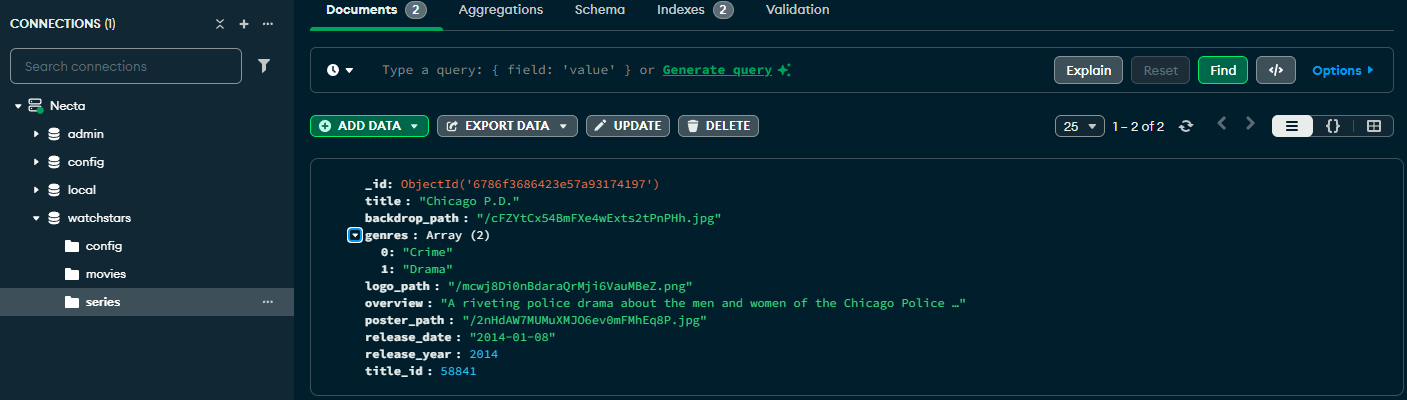 Documents 2 Aggregations Schema Indexes 2 Validation
CONNECTIONS (1)
Search connections
Type a query: { field: 'value' } or Generate query
Explain Reset Find </> Options
Necta
admin
config
local
watchstars
config
movies
series
ADD DATA EXPORT DATA UPDATE DELETE
25 1 – 2 of 2 {}
_id: ObjectId('6786f3686423e57a93174197')
title : "Chicago P.D."
backdrop_path : "/cFZYtCx54BmFXe4wExts2tPnPHh.jpg"
genres : Array (2)
0: "Crime"
1: "Drama"
logo_path : "/mcwj8Di0nBdaraQrMji6VauMBeZ.png"
overview : "A riveting police drama about the men and women of the Chicago Police …"
poster_path : "/2nHdAW7MUMuXMJO6ev0mFMhEq8P.jpg"
release_date : "2014-01-08"
release_year : 2014
title_id : 58841